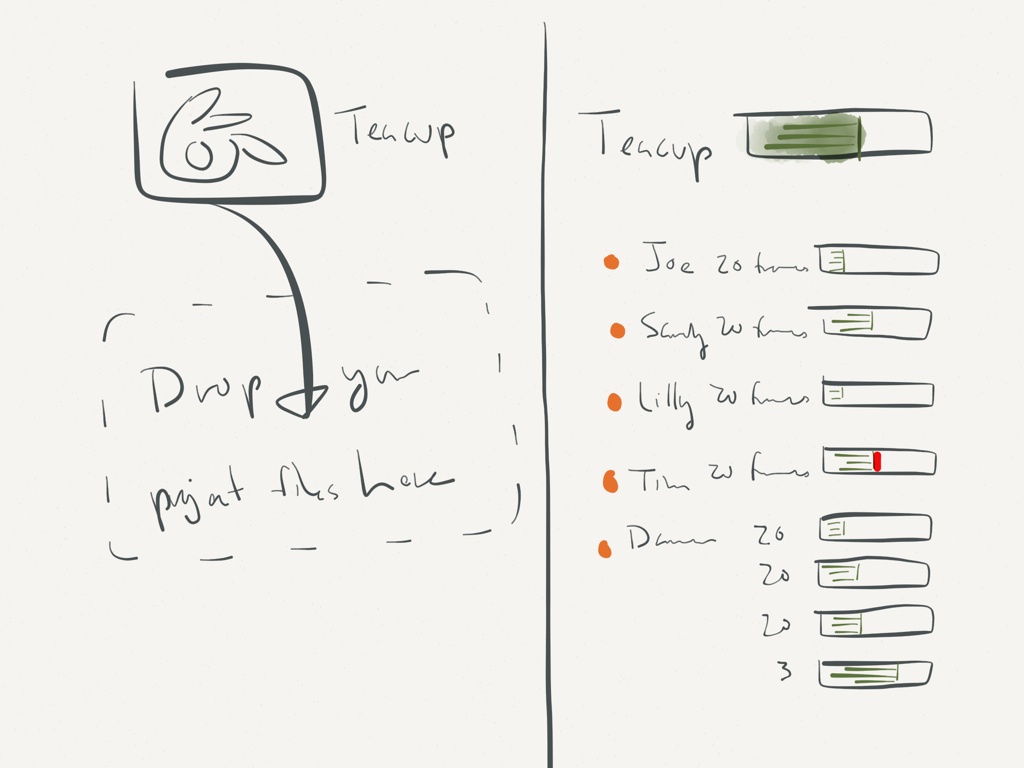 Teacup
Drop your
project files here
Teacup
Joe 20 frames
Sandy 20 frames
Lilly 20 frames
Tim 20 frames
20
20
20
3